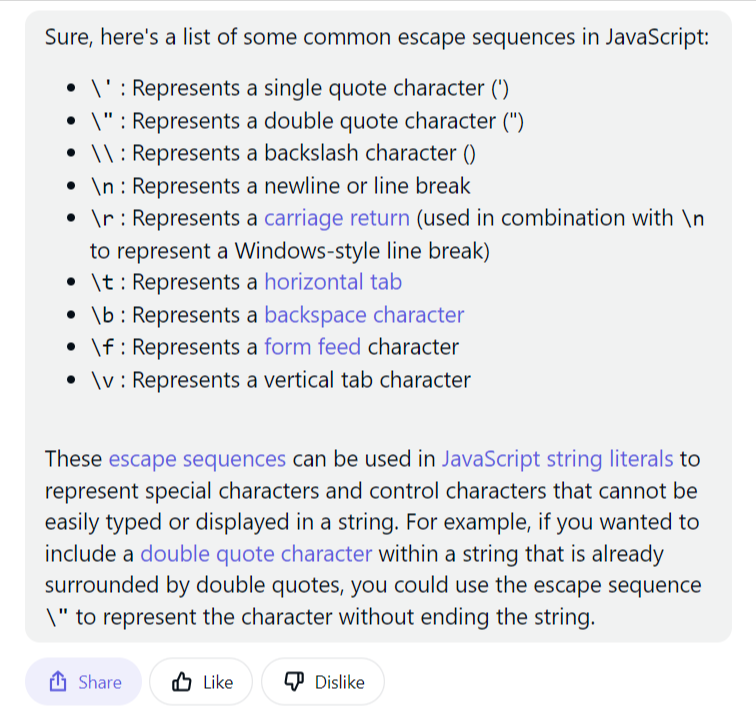 Sure, here's a list of some common escape sequences in JavaScript:
• \' : Represents a single quote character (')
• \" : Represents a double quote character (")
• \\ : Represents a backslash character ()
• \n : Represents a newline or line break
• \r : Represents a carriage return (used in combination with \n
to represent a Windows-style line break)
• \t : Represents a horizontal tab
• \b : Represents a backspace character
• \f : Represents a form feed character
• \v : Represents a vertical tab character
These escape sequences can be used in JavaScript string literals to
represent special characters and control characters that cannot be
easily typed or displayed in a string. For example, if you wanted to
include a double quote character within a string that is already
surrounded by double quotes, you could use the escape sequence
\" to represent the character without ending the string.
Share Like Dislike